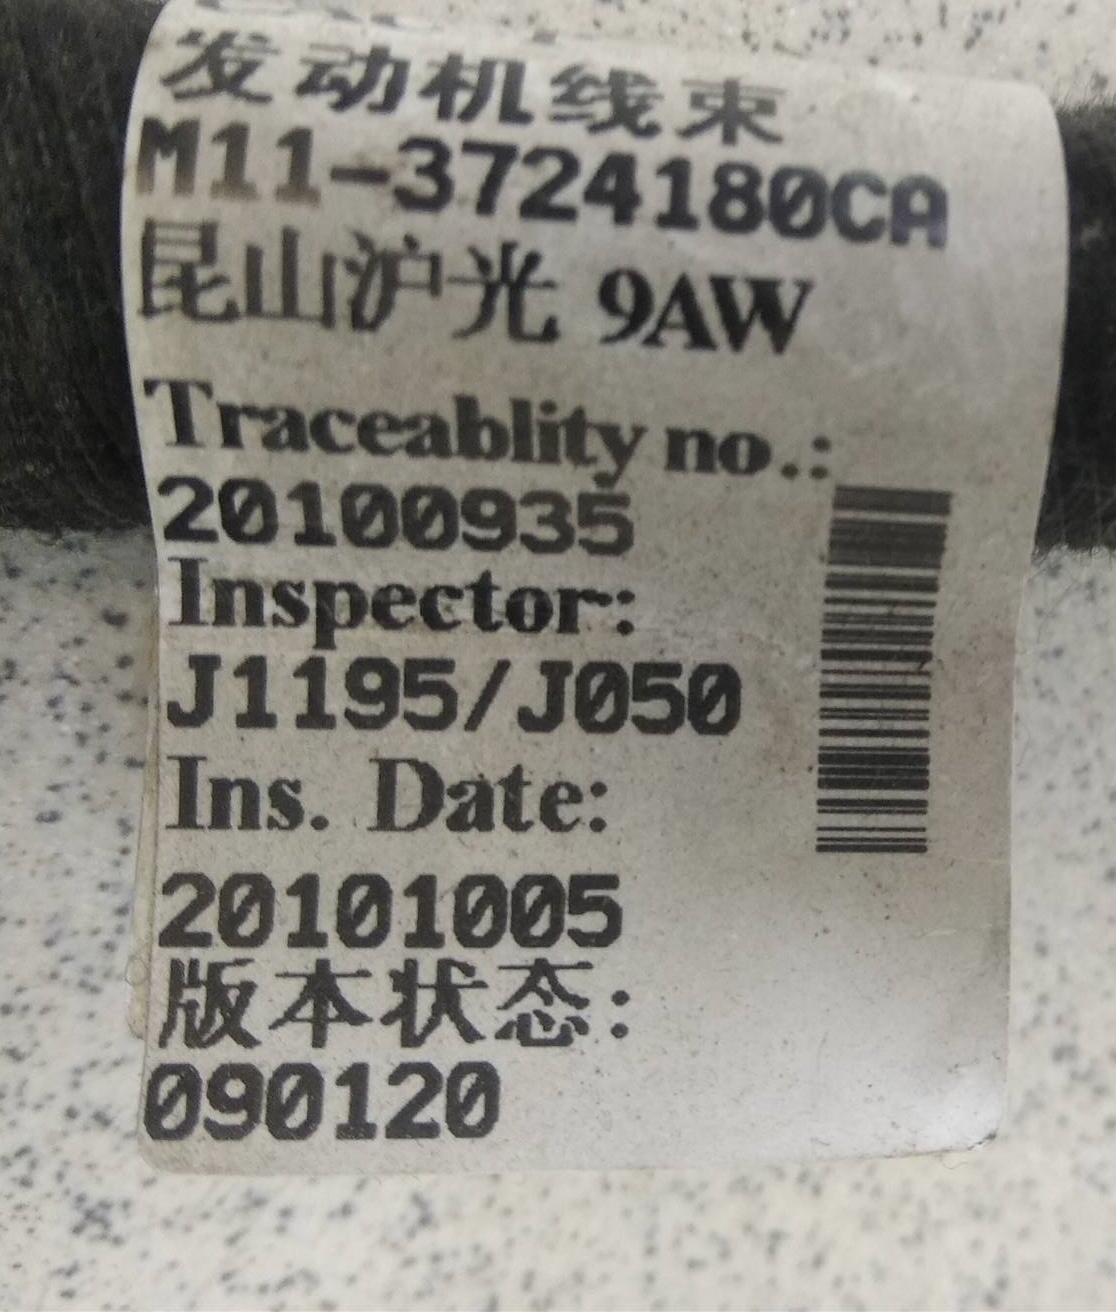 发动机线束
M11-3724180CA
昆山沪光 9AW
Traceablity no.:
20100935
Inspector:
J1195/J050
Ins. Date:
20101005
版本状态:
090120